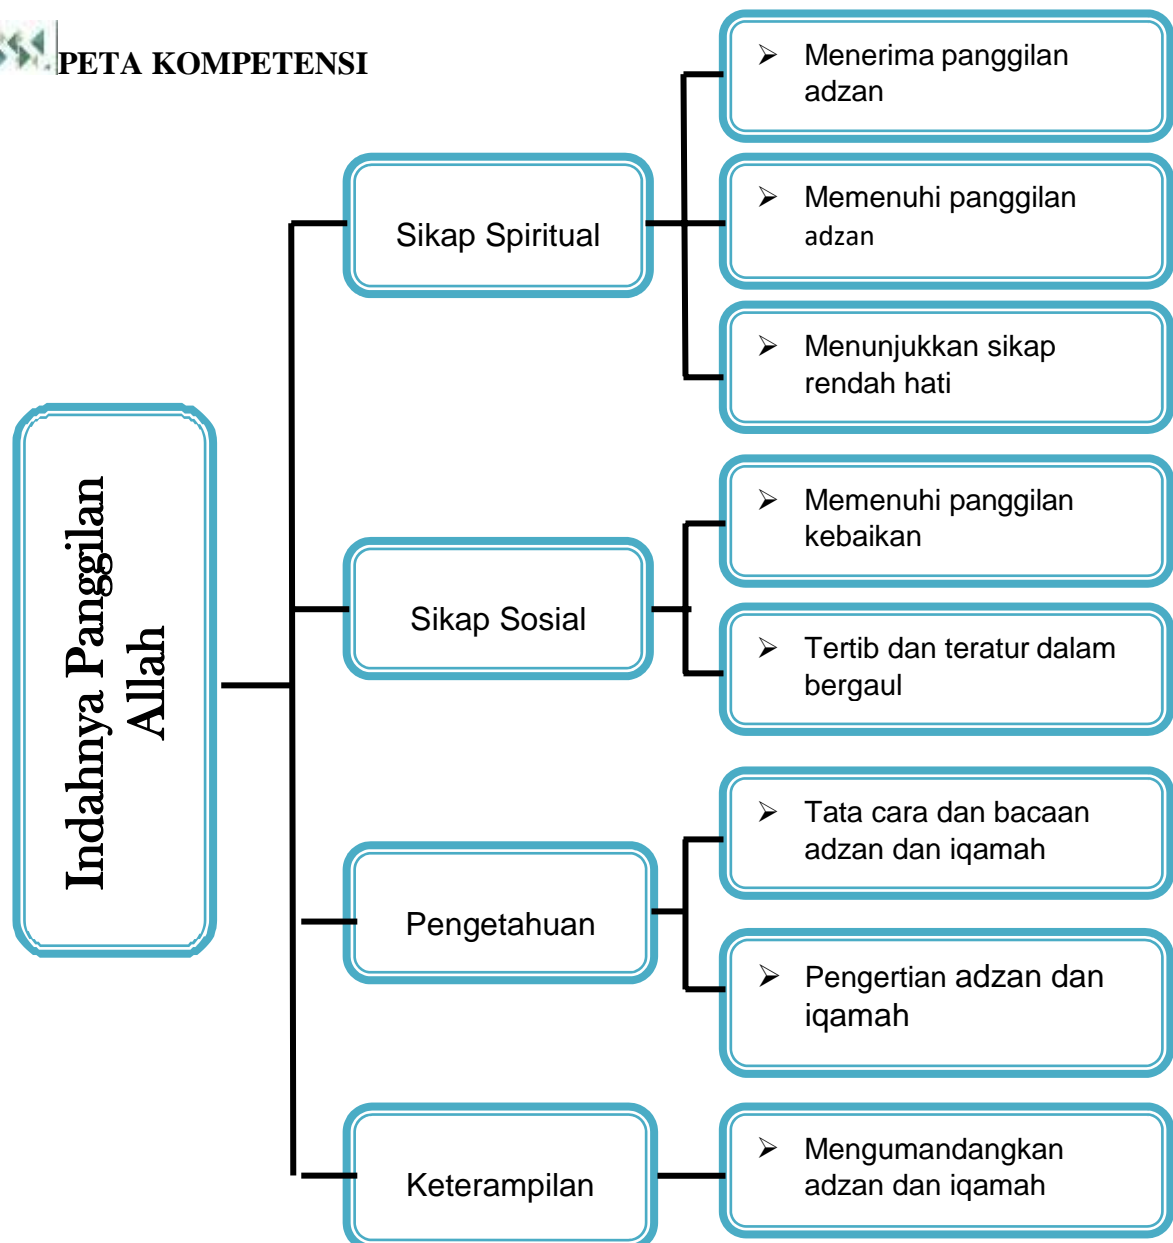 PETA KOMPETENSI
Indahnya Panggilan
Allah
Sikap Spiritual
➢ Menerima panggilan
adzan
➢ Memenuhi panggilan
adzan
➢ Menunjukkan sikap
rendah hati
Sikap Sosial
➢ Memenuhi panggilan
kebaikan
➢ Tertib dan teratur dalam
bergaul
Pengetahuan
➢ Tata cara dan bacaan
adzan dan iqamah
➢ Pengertian adzan dan
iqamah
Keterampilan
➢ Mengumandangkan
adzan dan iqamah